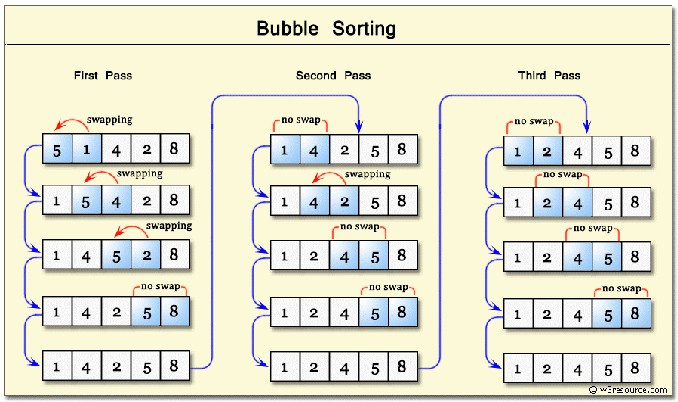 Bubble Sorting
First Pass
swapping
5 1 4 2 8
swapping
1 5 4 2 8
swapping
1 4 5 2 8
no swap
1 4 2 5 8
1 4 2 5 8
Second Pass
no swap
1 4 2 5 8
swapping
1 4 2 5 8
no swap
1 2 4 5 8
no swap
1 2 4 5 8
1 2 4 5 8
Third Pass
no swap
1 2 4 5 8
no swap
1 2 4 5 8
no swap
1 2 4 5 8
no swap
1 2 4 5 8
1 2 4 5 8
© w3resource.com